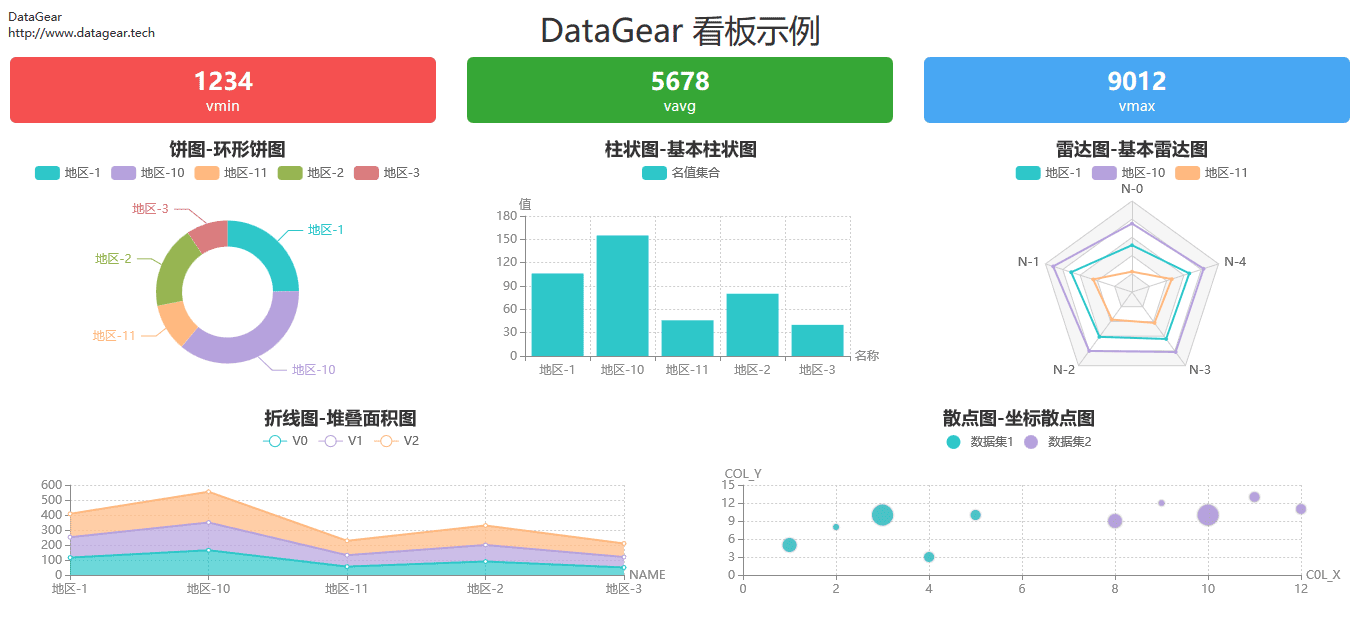 DataGear
http://www.datagear.tech
DataGear 看板示例
1234
vmin
5678
vavg
9012
vmax
饼图-环形饼图
地区-1 地区-10 地区-11 地区-2 地区-3
地区-3
地区-1
地区-2
地区-11
地区-10
柱状图-基本柱状图
名值集合
值
180
150
120
90
60
30
0
名称
地区-1 地区-10 地区-11 地区-2 地区-3
雷达图-基本雷达图
地区-1 地区-10 地区-11
N-0
N-1 N-4
N-2 N-3
折线图-堆叠面积图
V0 V1 V2
600
500
400
300
200
100
0
NAME
地区-1 地区-10 地区-11 地区-2 地区-3
散点图-坐标散点图
数据集1 数据集2
COL_Y
15
12
9
6
3
0
COL_X
0 2 4 6 8 10 12